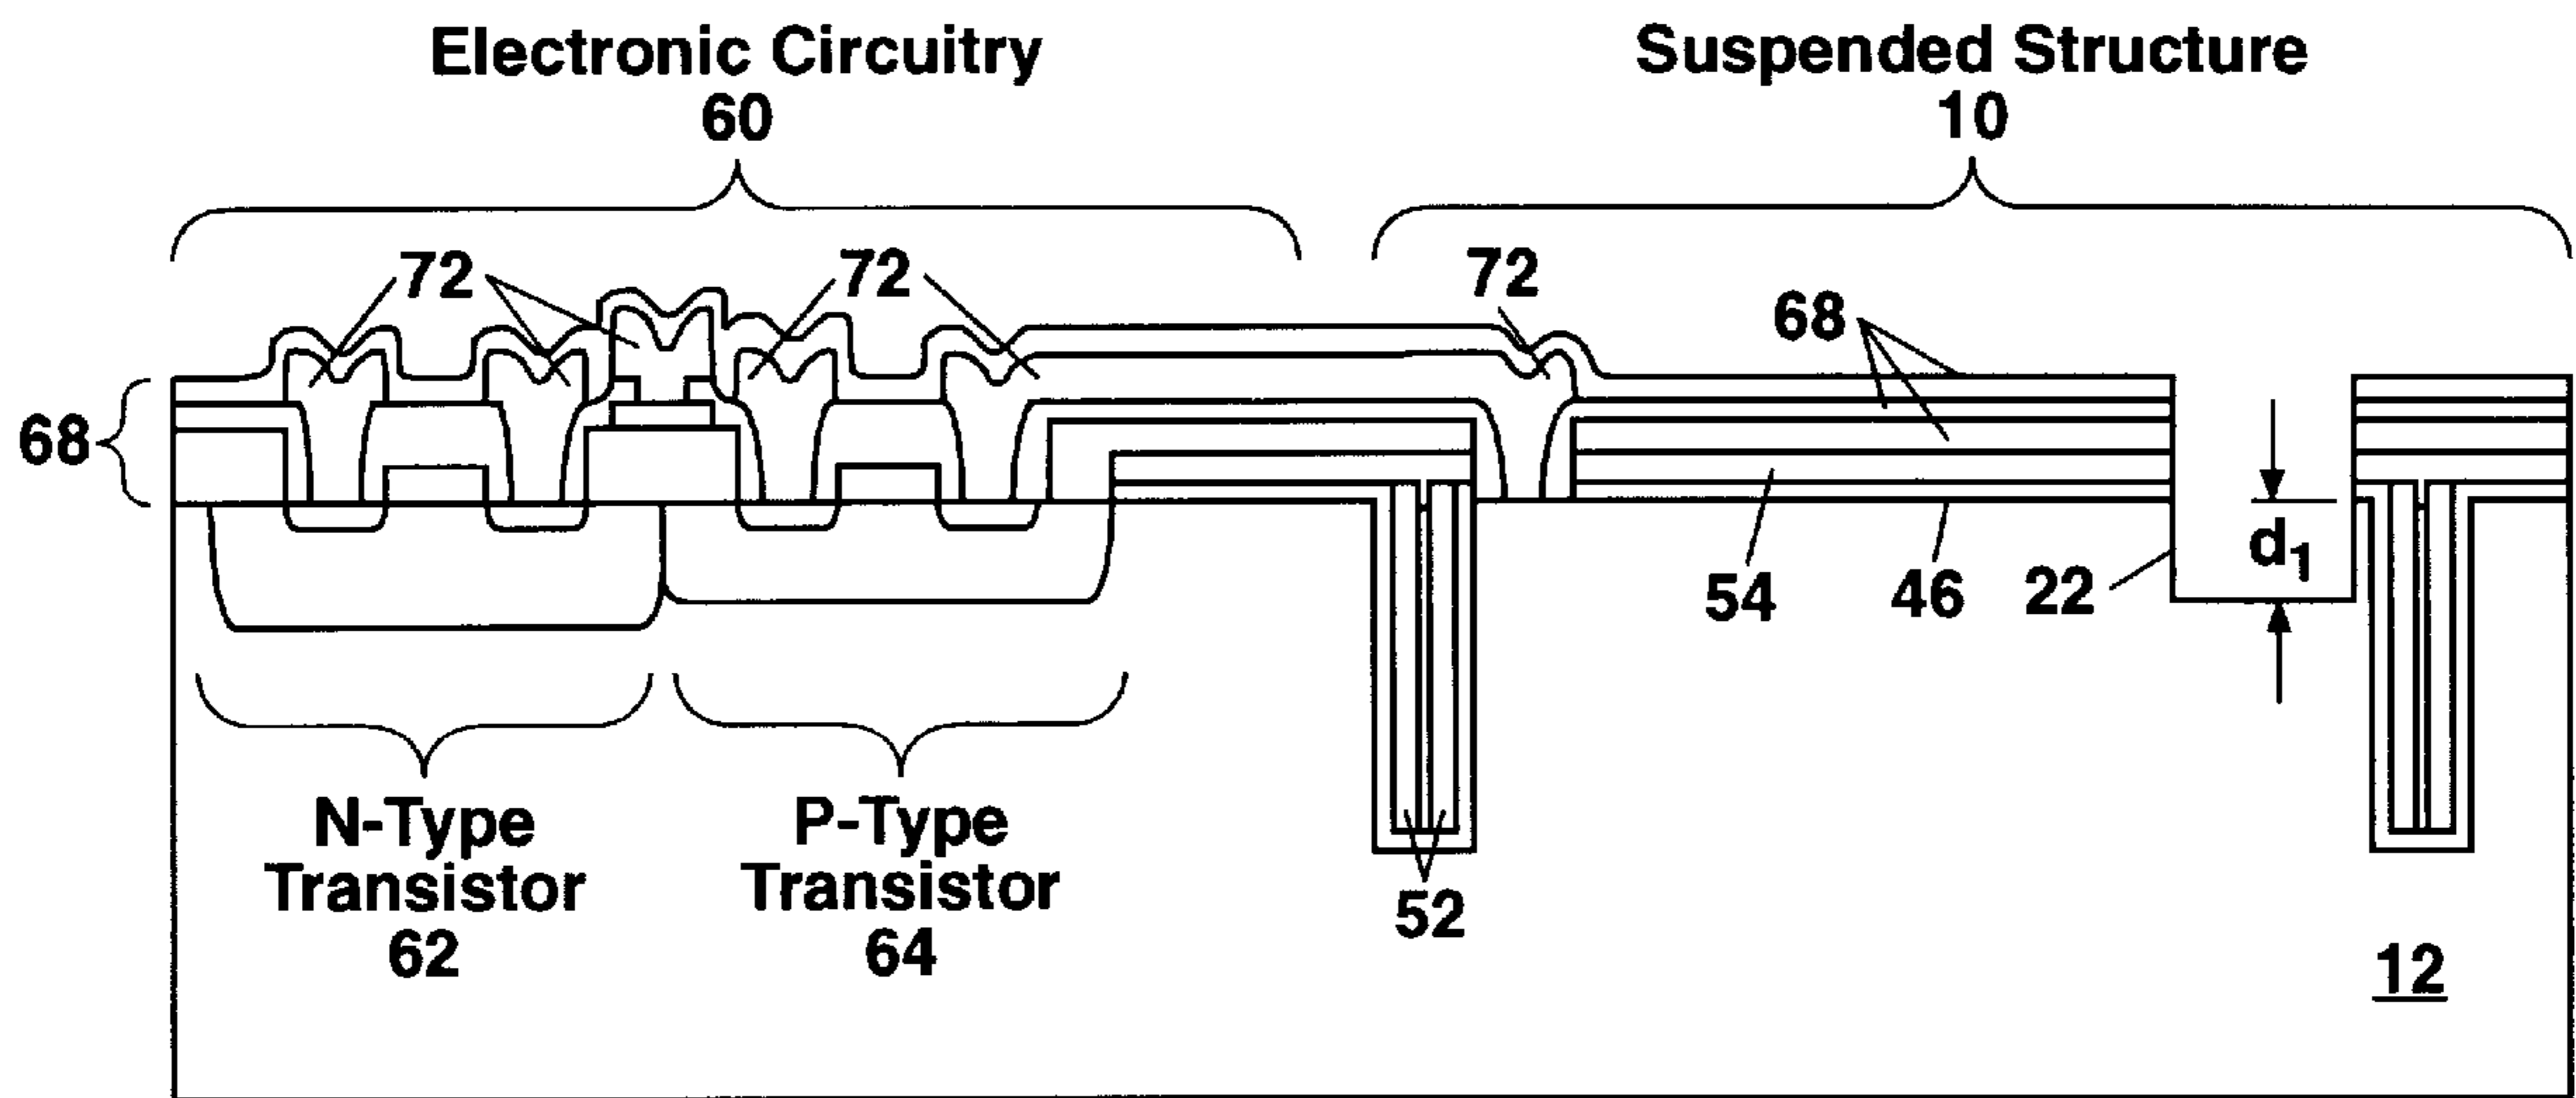 Electronic Circuitry
60
Suspended Structure
10
72
72
72
68
68
54
46
22
d1
N-Type
Transistor
62
P-Type
Transistor
64
52
12